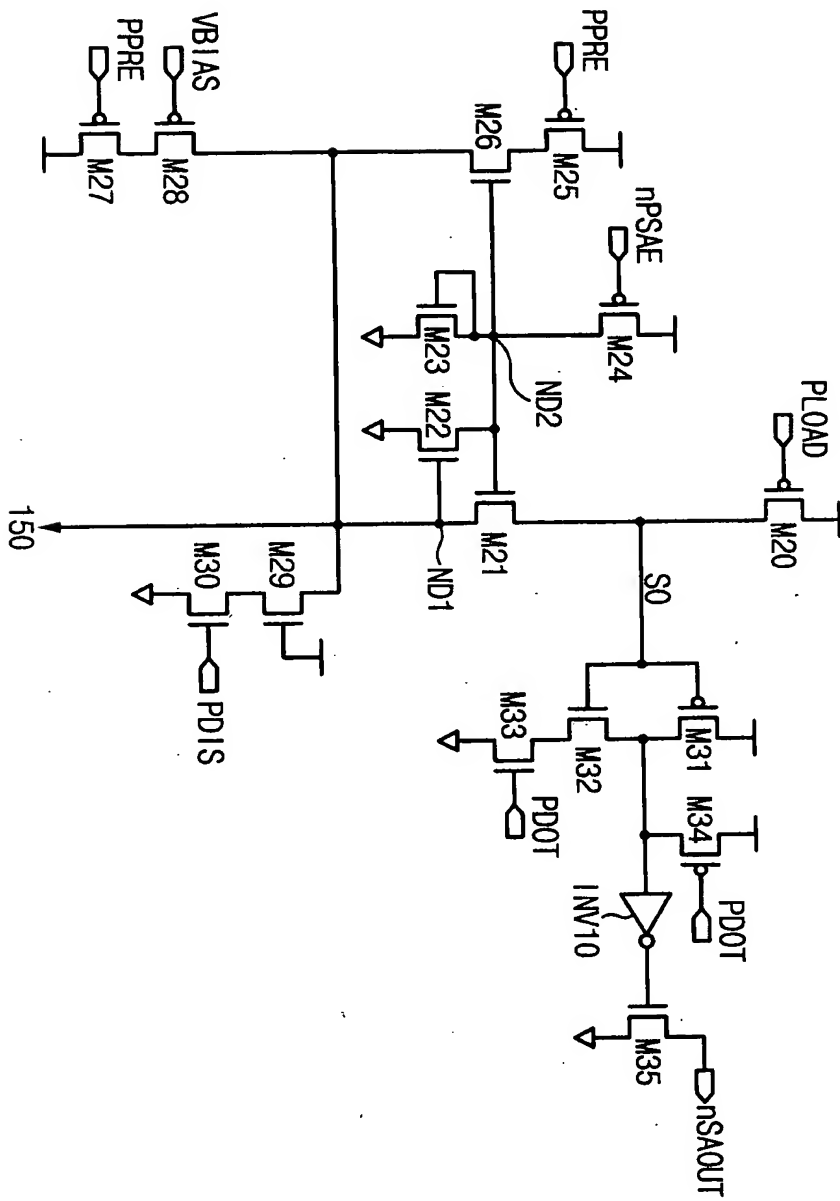 PPRE
M25
M26
nPSAE
M24
PLOAD
M20
VBIAS
PPRE
M28
M27
M23
ND2
M22
M21
ND1
SO
M31
M32
M33
PDOT
M34
PDOT
INV10
M35
nSAOUT
M29
M30
PDIS
150